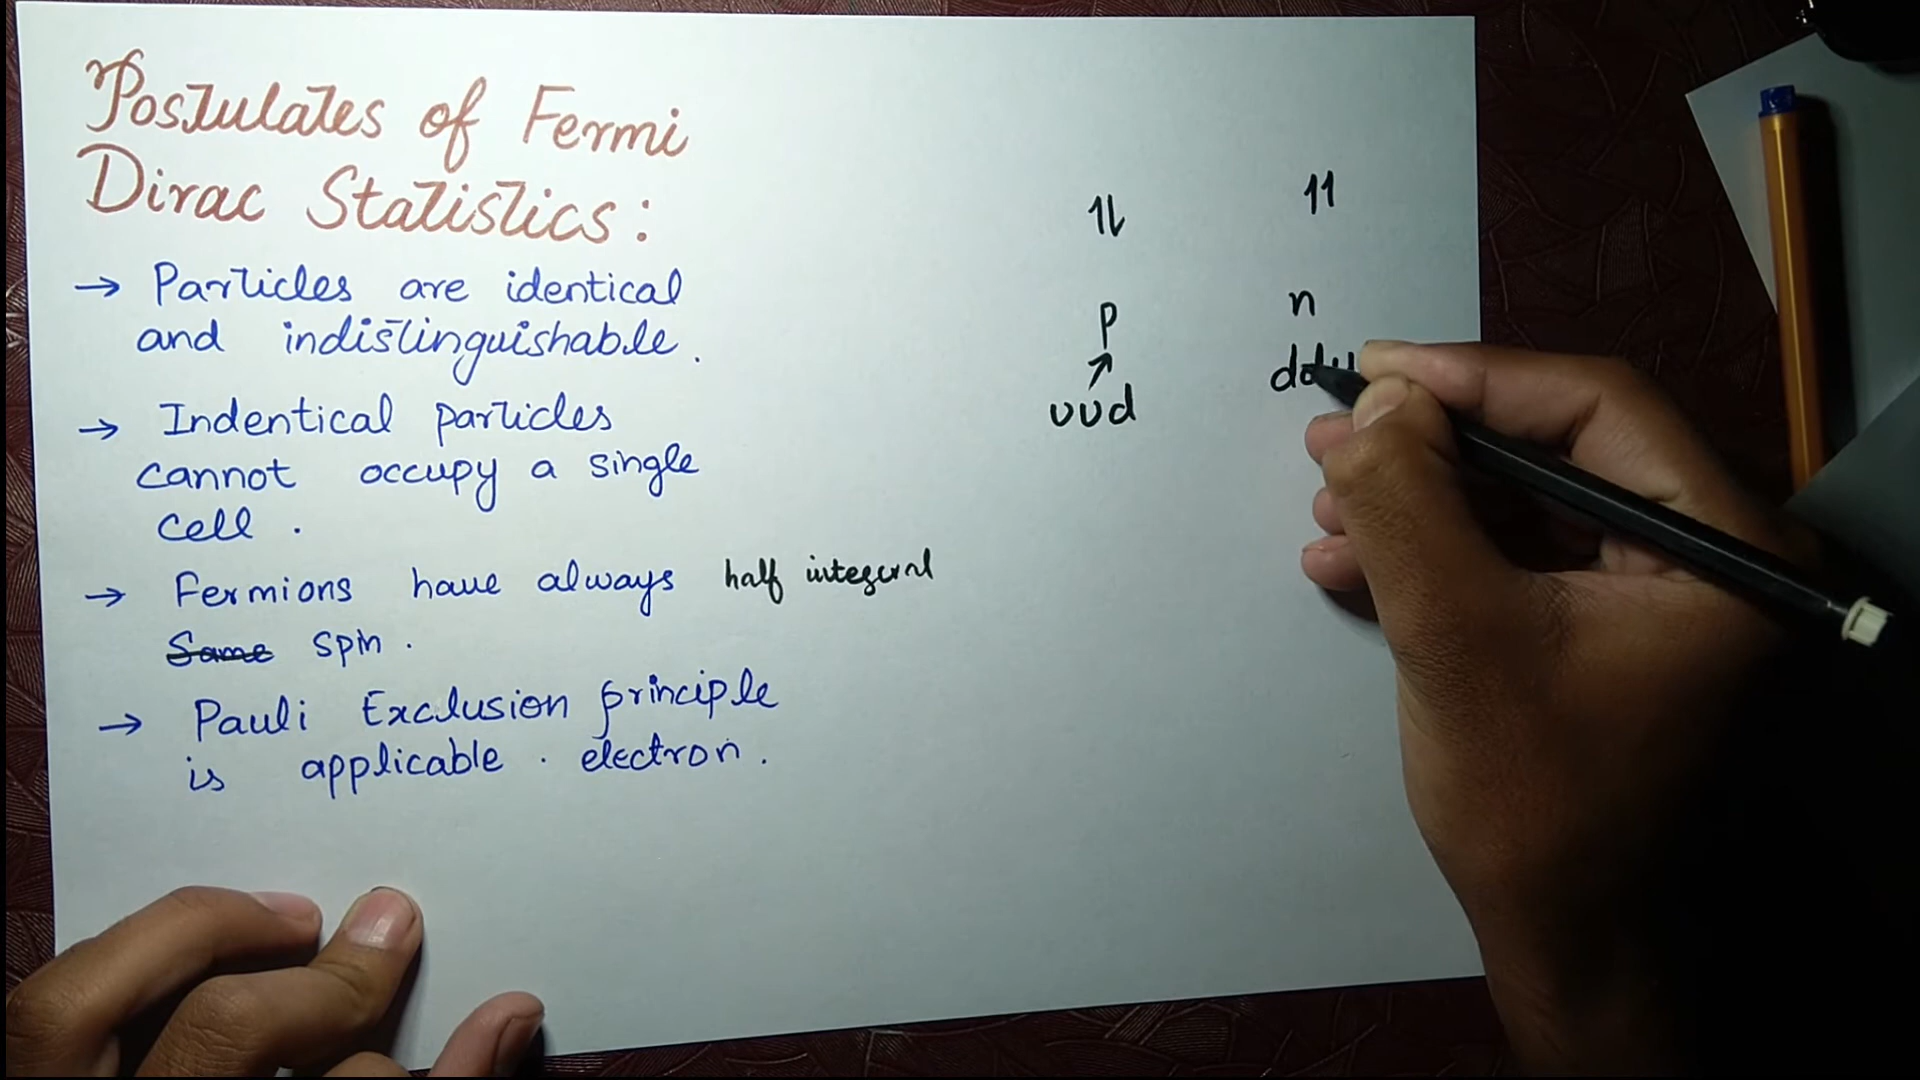 Postulates of Fermi
Dirac Statistics:
→ Particles are identical
and indistinguishable.
→ Indentical particles
cannot occupy a single
cell.
→ Fermions have always half integral
Same spin.
→ Pauli Exclusion principle
is applicable. electron.
↿⇂ ↿↿
p n
↗
uud ddu